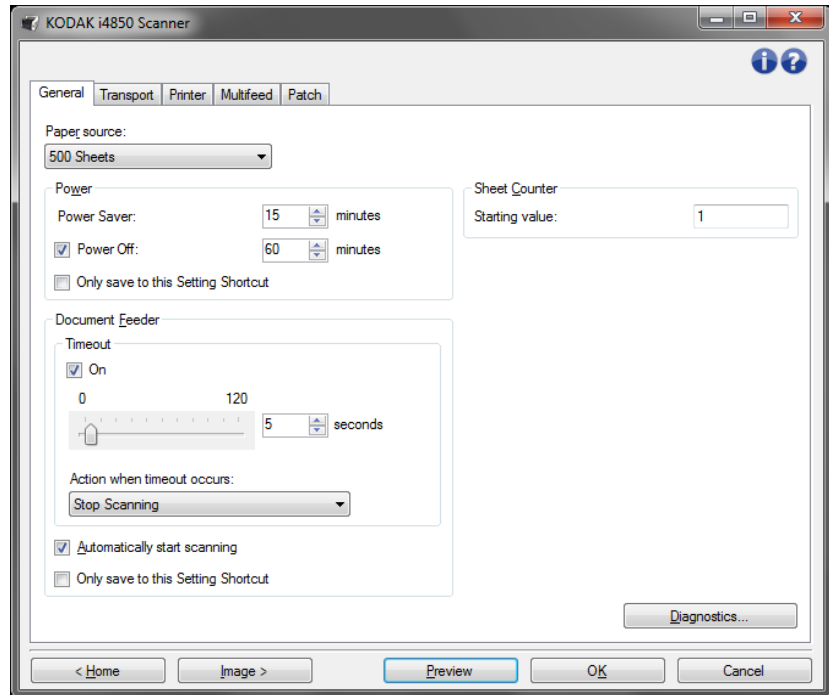 KODAK i4850 Scanner
General Transport Printer Multifeed Patch
Paper source:
500 Sheets
Power
Power Saver: 15 minutes
Power Off: 60 minutes
Only save to this Setting Shortcut
Sheet Counter
Starting value: 1
Document Feeder
Timeout
On
0 120
5 seconds
Action when timeout occurs:
Stop Scanning
Automatically start scanning
Only save to this Setting Shortcut
Diagnostics...
< Home Image > Preview OK Cancel